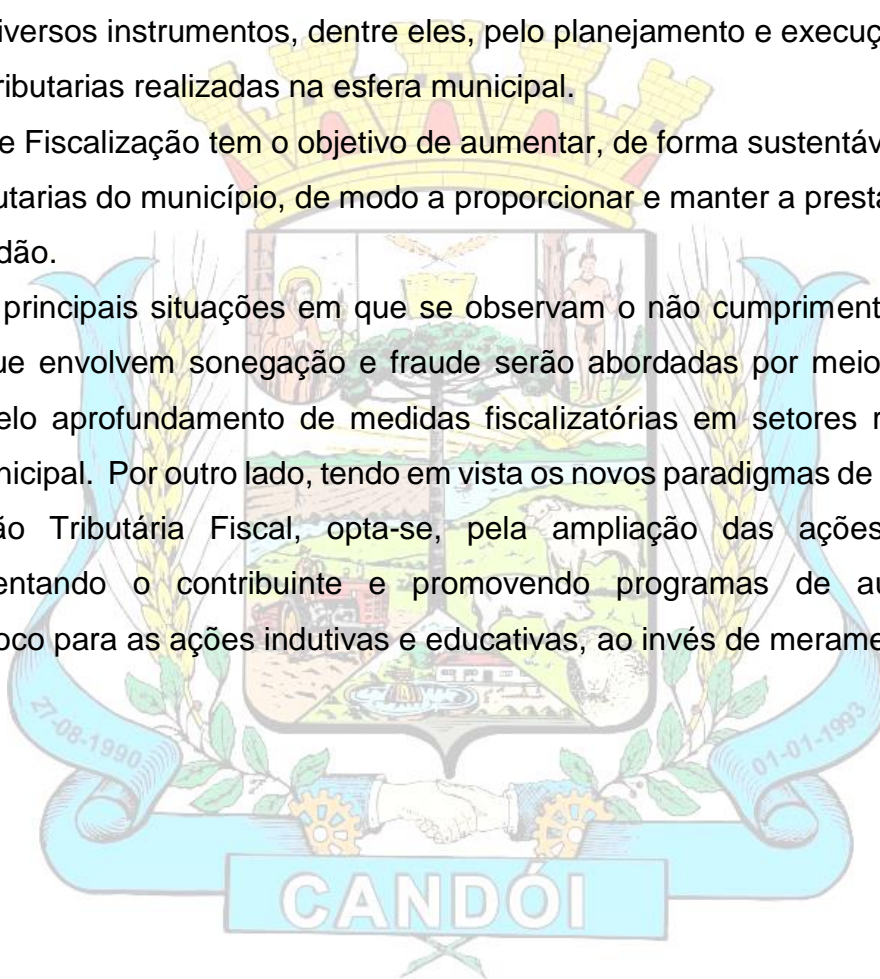 iversos instrumentos, dentre eles, pelo planejamento e execuç
ributarias realizadas na esfera municipal.
e Fiscalização tem o objetivo de aumentar, de forma sustentáv
utarias do município, de modo a proporcionar e manter a presta
dão.
principais situações em que se observam o não cumpriment
ue envolvem sonegação e fraude serão abordadas por meio
elo aprofundamento de medidas fiscalizatórias em setores
nicipal. Por outro lado, tendo em vista os novos paradigmas de
ão Tributária Fiscal, opta-se, pela ampliação das ações
entando o contribuinte e promovendo programas de au
oco para as ações indutivas e educativas, ao invés de merame
27-08-1990
01-01-1993
CANDÓI